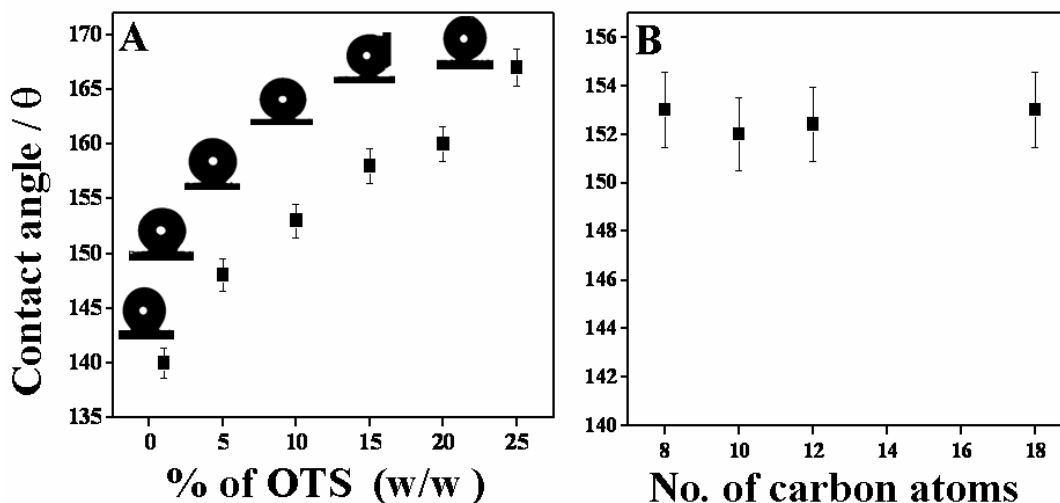 A
Contact angle / θ
170
165
160
155
150
145
140
135
0 5 10 15 20 25
% of OTS (w/w )
B
156
154
152
150
148
146
144
142
140
8 10 12 14 16 18
No. of carbon atoms